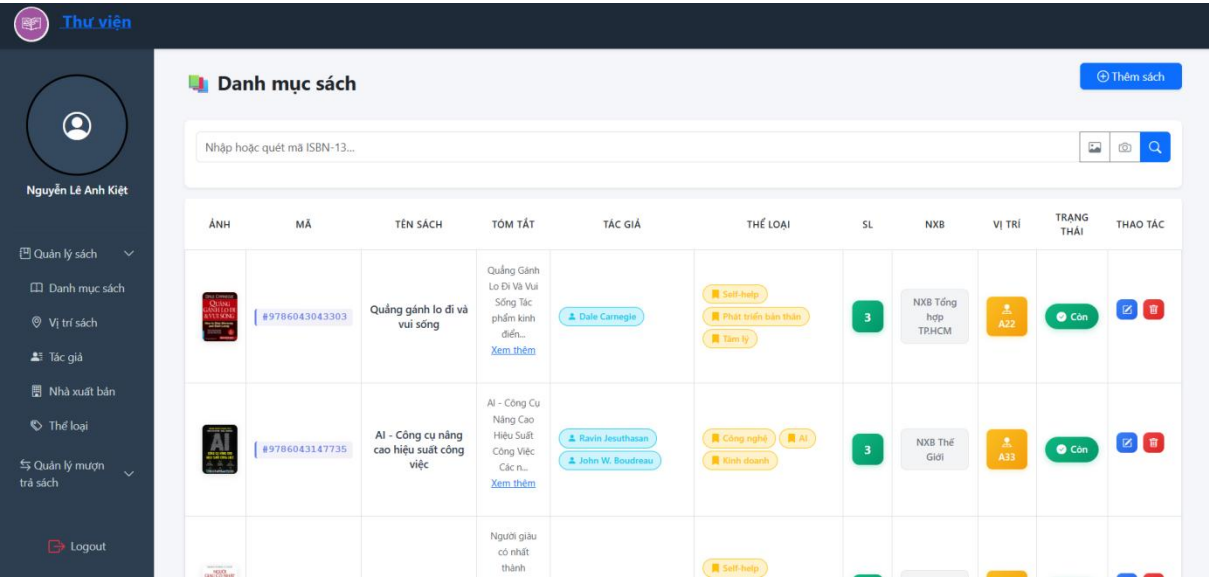 Thư viện
Danh mục sách
Thêm sách
Nhập hoặc quét mã ISBN-13...
Nguyễn Lê Anh Kiệt
Quản lý sách
Danh mục sách
Vị trí sách
Tác giả
Nhà xuất bản
Thể loại
Quản lý mượn
trả sách
Logout
ẢNH MÃ TÊN SÁCH TÓM TẮT TÁC GIẢ THỂ LOẠI SL NXB VỊ TRÍ TRẠNG THÁI THAO TÁC
QUẲNG
GÁNH LO ĐI
& VUI SỐNG
#9786043043303
Quẳng gánh lo đi và
vui sống
Quẳng Gánh
Lo Đi Và Vui
Sống Tác
phẩm kinh
điển...
Xem thêm
Dale Carnegie
Self-help
Phát triển bản thân
Tâm lý
3
NXB Tổng
hợp
TP.HCM
A22
Còn
AI
#9786043147735
AI - Công cụ nâng
cao hiệu suất công
việc
AI - Công Cụ
Nâng Cao
Hiệu Suất
Công Việc
Các n...
Xem thêm
Ravin Jesuthasan
John W. Boudreau
Công nghệ AI
Kinh doanh
3
NXB Thế
Giới
A33
Còn
Người giàu
có nhất
thành
Self-help